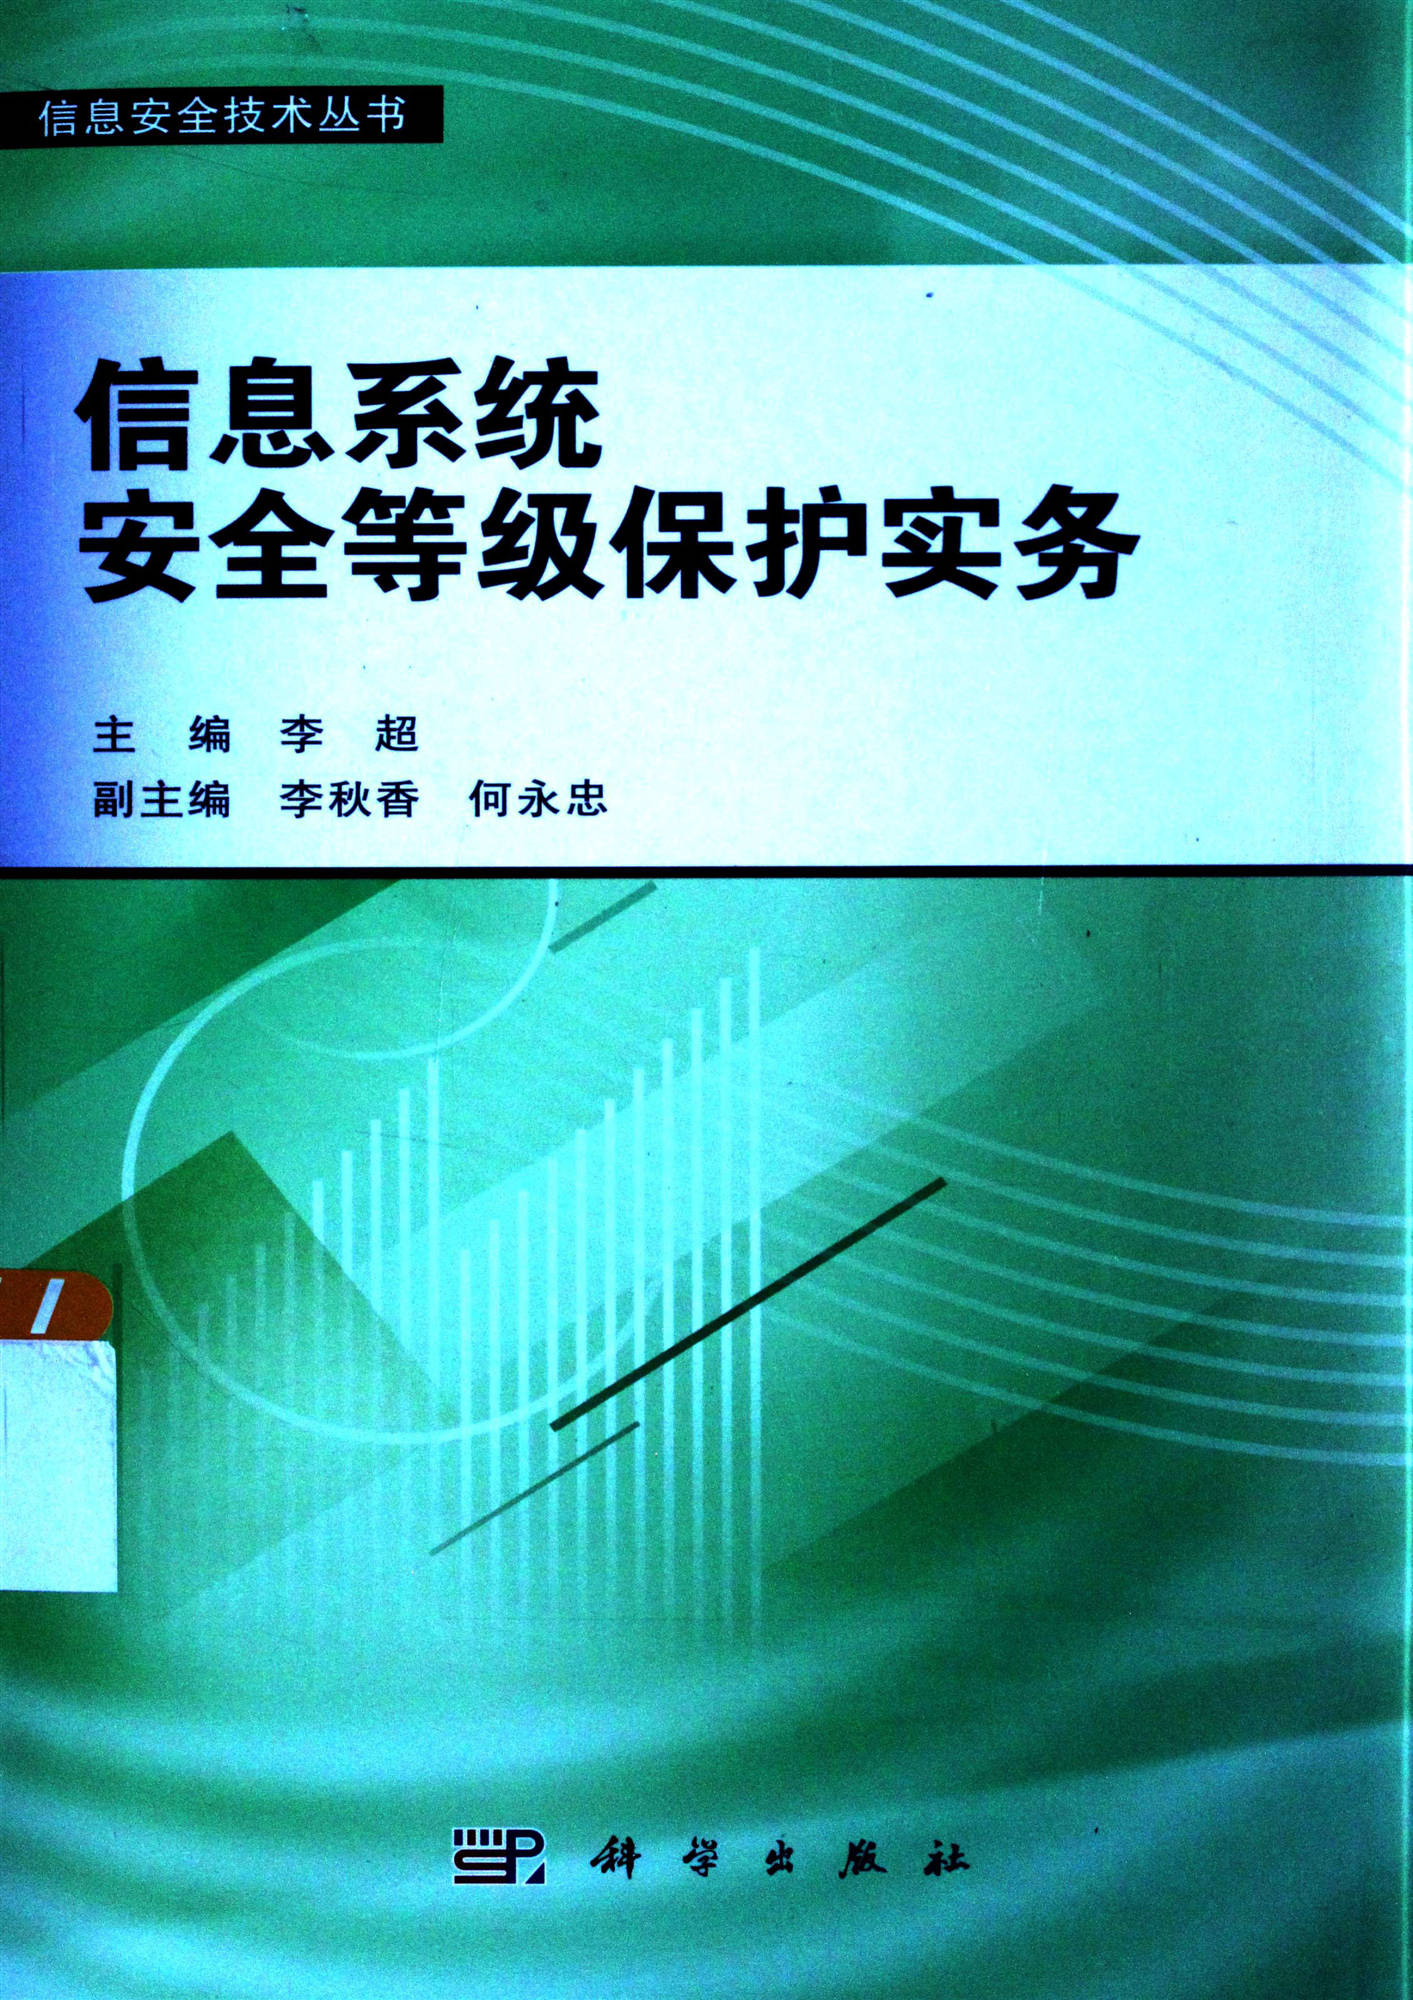 信息安全技术丛书
信息系统
安全等级保护实务
主 编 李 超
副主编 李秋香 何永忠
科学出版社